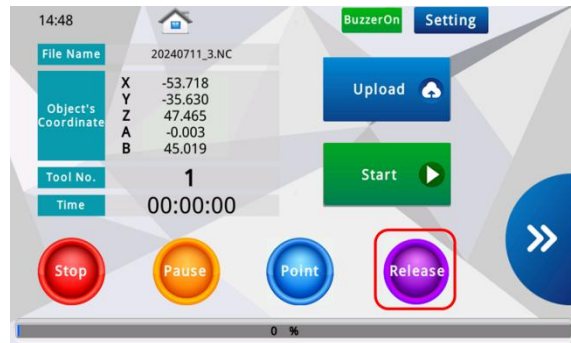 14:48
BuzzerOn
Setting
File Name 20240711_3.NC
Object's Coordinate
X -53.718
Y -35.630
Z 47.465
A -0.003
B 45.019
Upload
Tool No. 1
Start
Time 00:00:00
Stop
Pause
Point
Release
0 %